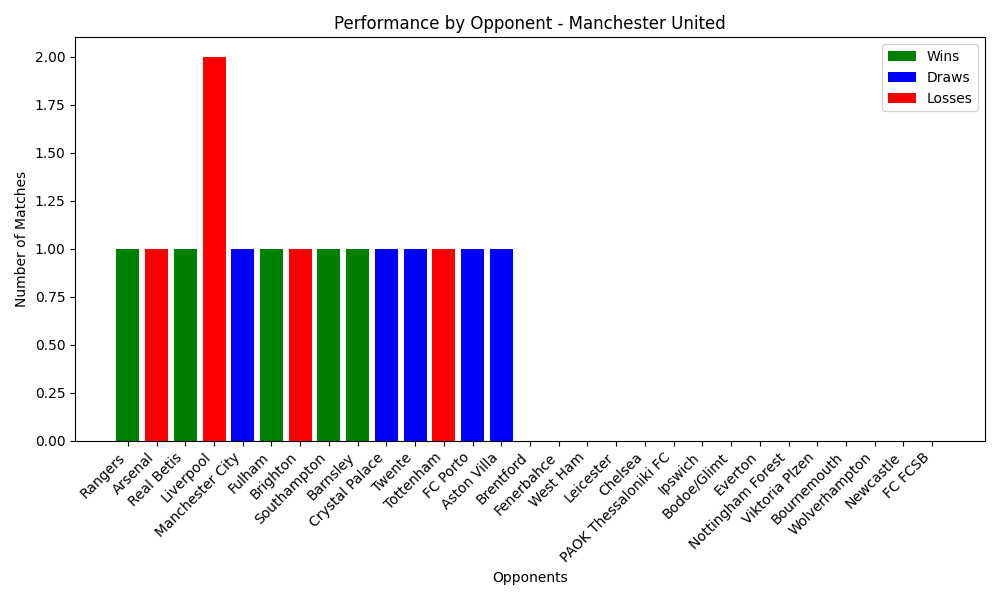 Performance by Opponent - Manchester United
Wins
Draws
Losses
Number of Matches
2.00
1.75
1.50
1.25
1.00
0.75
0.50
0.25
0.00
Rangers
Arsenal
Real Betis
Liverpool
Manchester City
Fulham
Brighton
Southampton
Barnsley
Crystal Palace
Twente
Tottenham
FC Porto
Aston Villa
Brentford
Fenerbahce
West Ham
Leicester
Chelsea
PAOK Thessaloniki FC
Ipswich
Bodoe/Glimt
Everton
Nottingham Forest
Viktoria Plzen
Bournemouth
Wolverhampton
Newcastle
FC FCSB
Opponents